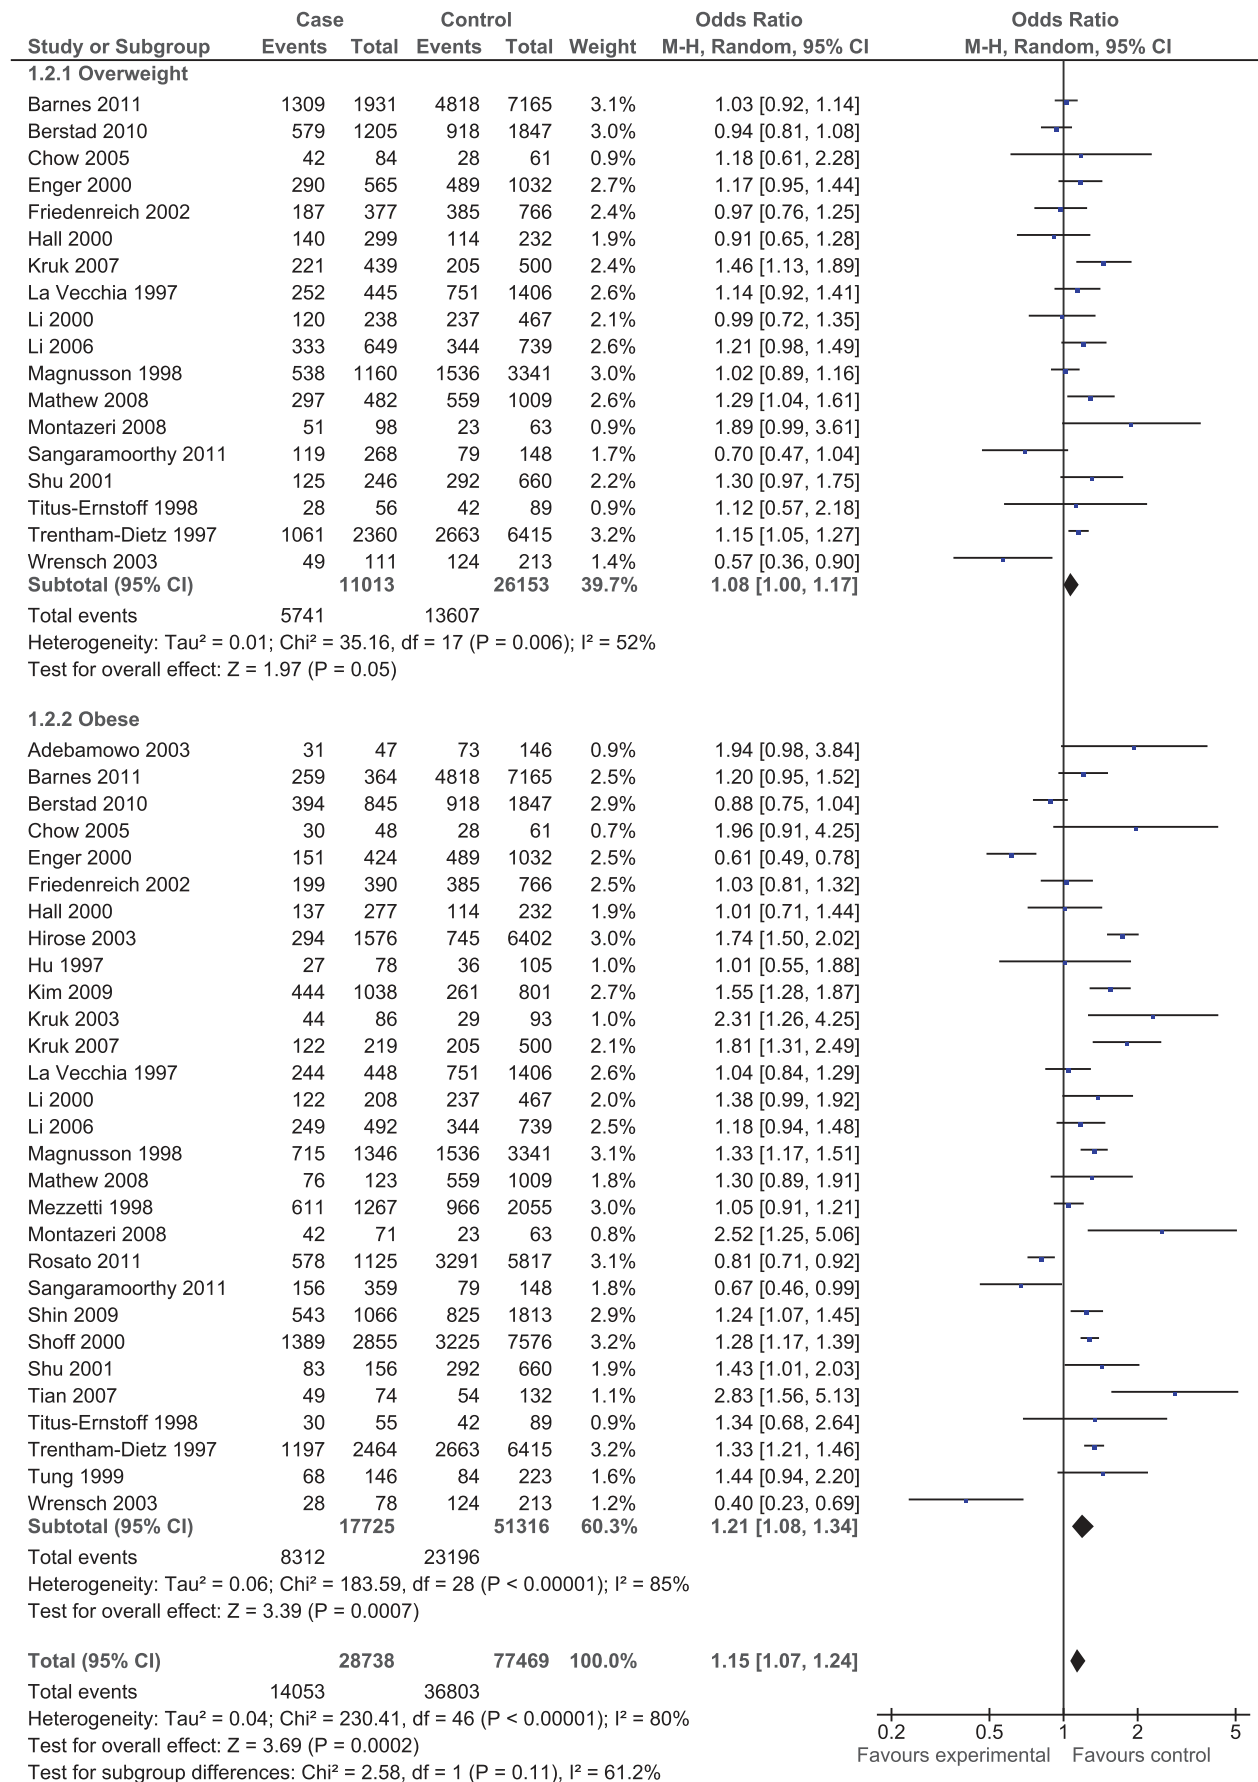 Case Control Odds Ratio Odds Ratio
Study or Subgroup Events Total Events Total Weight M-H, Random, 95% CI M-H, Random, 95% CI
1.2.1 Overweight
Barnes 2011 1309 1931 4818 7165 3.1% 1.03 [0.92, 1.14]
Berstad 2010 579 1205 918 1847 3.0% 0.94 [0.81, 1.08]
Chow 2005 42 84 28 61 0.9% 1.18 [0.61, 2.28]
Enger 2000 290 565 489 1032 2.7% 1.17 [0.95, 1.44]
Friedenreich 2002 187 377 385 766 2.4% 0.97 [0.76, 1.25]
Hall 2000 140 299 114 232 1.9% 0.91 [0.65, 1.28]
Kruk 2007 221 439 205 500 2.4% 1.46 [1.13, 1.89]
La Vecchia 1997 252 445 751 1406 2.6% 1.14 [0.92, 1.41]
Li 2000 120 238 237 467 2.1% 0.99 [0.72, 1.35]
Li 2006 333 649 344 739 2.6% 1.21 [0.98, 1.49]
Magnusson 1998 538 1160 1536 3341 3.0% 1.02 [0.89, 1.16]
Mathew 2008 297 482 559 1009 2.6% 1.29 [1.04, 1.61]
Montazeri 2008 51 98 23 63 0.9% 1.89 [0.99, 3.61]
Sangaramoorthy 2011 119 268 79 148 1.7% 0.70 [0.47, 1.04]
Shu 2001 125 246 292 660 2.2% 1.30 [0.97, 1.75]
Titus-Ernstoff 1998 28 56 42 89 0.9% 1.12 [0.57, 2.18]
Trentham-Dietz 1997 1061 2360 2663 6415 3.2% 1.15 [1.05, 1.27]
Wrensch 2003 49 111 124 213 1.4% 0.57 [0.36, 0.90]
Subtotal (95% CI) 11013 26153 39.7% 1.08 [1.00, 1.17]
Total events 5741 13607
Heterogeneity: Tau² = 0.01; Chi² = 35.16, df = 17 (P = 0.006); I² = 52%
Test for overall effect: Z = 1.97 (P = 0.05)
1.2.2 Obese
Adebamowo 2003 31 47 73 146 0.9% 1.94 [0.98, 3.84]
Barnes 2011 259 364 4818 7165 2.5% 1.20 [0.95, 1.52]
Berstad 2010 394 845 918 1847 2.9% 0.88 [0.75, 1.04]
Chow 2005 30 48 28 61 0.7% 1.96 [0.91, 4.25]
Enger 2000 151 424 489 1032 2.5% 0.61 [0.49, 0.78]
Friedenreich 2002 199 390 385 766 2.5% 1.03 [0.81, 1.32]
Hall 2000 137 277 114 232 1.9% 1.01 [0.71, 1.44]
Hirose 2003 294 1576 745 6402 3.0% 1.74 [1.50, 2.02]
Hu 1997 27 78 36 105 1.0% 1.01 [0.55, 1.88]
Kim 2009 444 1038 261 801 2.7% 1.55 [1.28, 1.87]
Kruk 2003 44 86 29 93 1.0% 2.31 [1.26, 4.25]
Kruk 2007 122 219 205 500 2.1% 1.81 [1.31, 2.49]
La Vecchia 1997 244 448 751 1406 2.6% 1.04 [0.84, 1.29]
Li 2000 122 208 237 467 2.0% 1.38 [0.99, 1.92]
Li 2006 249 492 344 739 2.5% 1.18 [0.94, 1.48]
Magnusson 1998 715 1346 1536 3341 3.1% 1.33 [1.17, 1.51]
Mathew 2008 76 123 559 1009 1.8% 1.30 [0.89, 1.91]
Mezzetti 1998 611 1267 966 2055 3.0% 1.05 [0.91, 1.21]
Montazeri 2008 42 71 23 63 0.8% 2.52 [1.25, 5.06]
Rosato 2011 578 1125 3291 5817 3.1% 0.81 [0.71, 0.92]
Sangaramoorthy 2011 156 359 79 148 1.8% 0.67 [0.46, 0.99]
Shin 2009 543 1066 825 1813 2.9% 1.24 [1.07, 1.45]
Shoff 2000 1389 2855 3225 7576 3.2% 1.28 [1.17, 1.39]
Shu 2001 83 156 292 660 1.9% 1.43 [1.01, 2.03]
Tian 2007 49 74 54 132 1.1% 2.83 [1.56, 5.13]
Titus-Ernstoff 1998 30 55 42 89 0.9% 1.34 [0.68, 2.64]
Trentham-Dietz 1997 1197 2464 2663 6415 3.2% 1.33 [1.21, 1.46]
Tung 1999 68 146 84 223 1.6% 1.44 [0.94, 2.20]
Wrensch 2003 28 78 124 213 1.2% 0.40 [0.23, 0.69]
Subtotal (95% CI) 17725 51316 60.3% 1.21 [1.08, 1.34]
Total events 8312 23196
Heterogeneity: Tau² = 0.06; Chi² = 183.59, df = 28 (P < 0.00001); I² = 85%
Test for overall effect: Z = 3.39 (P = 0.0007)
Total (95% CI) 28738 77469 100.0% 1.15 [1.07, 1.24]
Total events 14053 36803
Heterogeneity: Tau² = 0.04; Chi² = 230.41, df = 46 (P < 0.00001); I² = 80%
Test for overall effect: Z = 3.69 (P = 0.0002)
Test for subgroup differences: Chi² = 2.58, df = 1 (P = 0.11), I² = 61.2%
0.2 0.5 1 2 5
Favours experimental Favours control